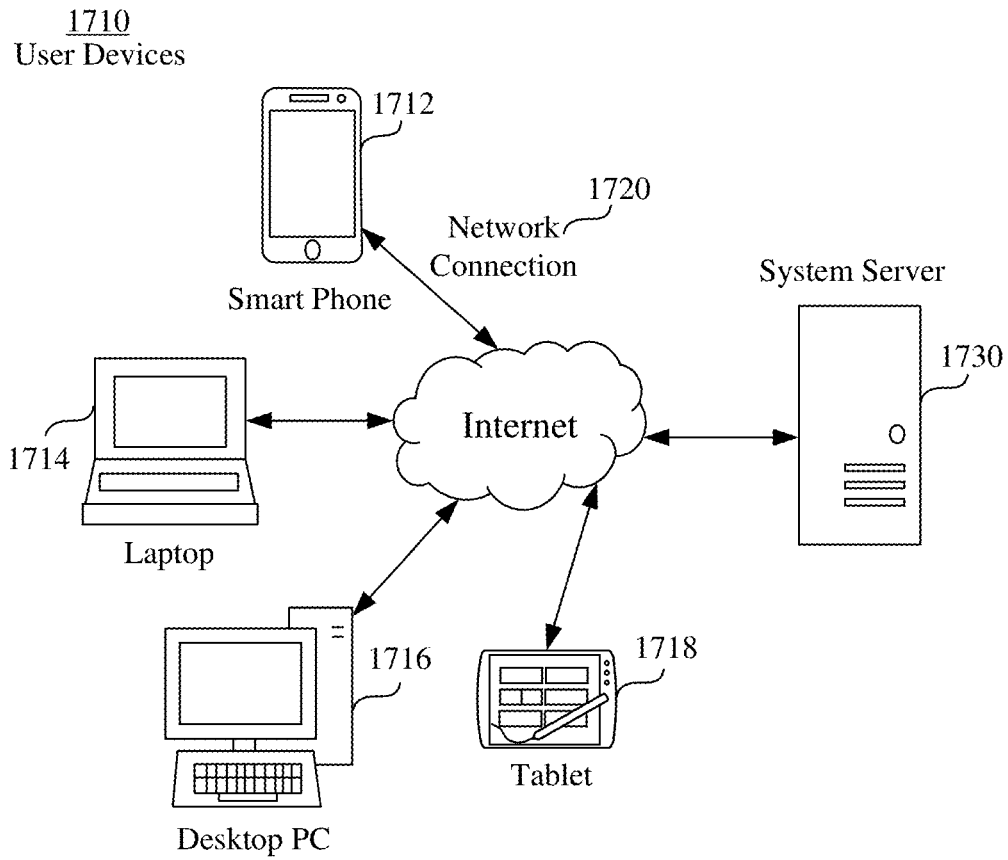 1710
User Devices
1712
1720
Network
Connection
Smart Phone
System Server
1730
Internet
1714
Laptop
1716
1718
Tablet
Desktop PC